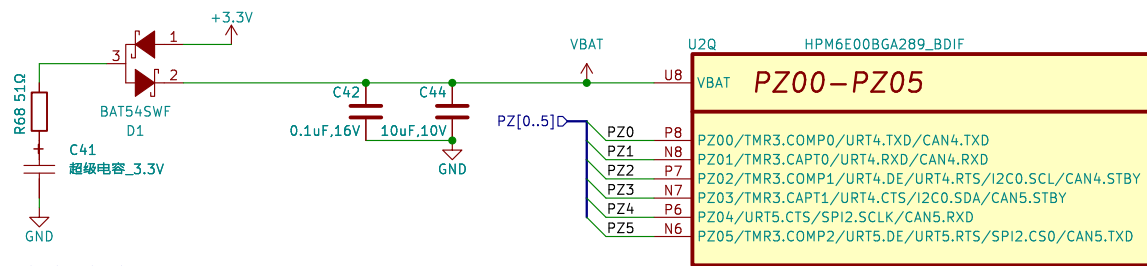 +3.3V
1
3
2
BAT54SWF
D1
R68 51Ω
C41
超级电容_3.3V
GND
C42
0.1uF,16V
C44
10uF,10V
GND
VBAT
PZ[0..5]
U2Q
HPM6E00BGA289_BDIF
U8
VBAT
PZ00-PZ05
PZ0 P8 PZ00/TMR3.COMP0/URT4.TXD/CAN4.TXD
PZ1 N8 PZ01/TMR3.CAPT0/URT4.RXD/CAN4.RXD
PZ2 P7 PZ02/TMR3.COMP1/URT4.DE/URT4.RTS/I2C0.SCL/CAN4.STBY
PZ3 N7 PZ03/TMR3.CAPT1/URT4.CTS/I2C0.SDA/CAN5.STBY
PZ4 P6 PZ04/URT5.CTS/SPI2.SCLK/CAN5.RXD
PZ5 N6 PZ05/TMR3.COMP2/URT5.DE/URT5.RTS/SPI2.CS0/CAN5.TXD